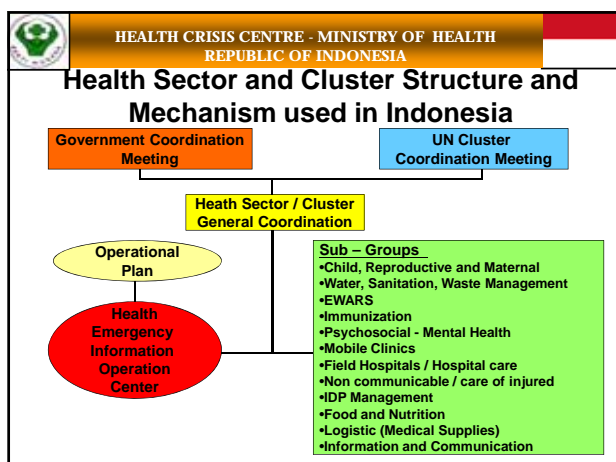 HEALTH CRISIS CENTRE - MINISTRY OF HEALTH
REPUBLIC OF INDONESIA
Health Sector and Cluster Structure and
Mechanism used in Indonesia
Government Coordination
Meeting
UN Cluster
Coordination Meeting
Heath Sector / Cluster
General Coordination
Operational
Plan
Health
Emergency
Information
Operation
Center
Sub – Groups
•Child, Reproductive and Maternal
•Water, Sanitation, Waste Management
•EWARS
•Immunization
•Psychosocial - Mental Health
•Mobile Clinics
•Field Hospitals / Hospital care
•Non communicable / care of injured
•IDP Management
•Food and Nutrition
•Logistic (Medical Supplies)
•Information and Communication